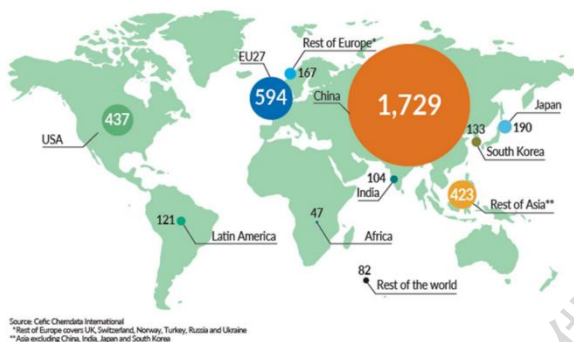 Rest of Europe*
167
EU27
594
China
1,729
437
USA
Japan
190
133
South Korea
104
India
423
Rest of Asia**
121
Latin America
47
Africa
82
Rest of the world
Source: Cefic Chemdata International
*Rest of Europe covers UK, Switzerland, Norway, Turkey, Russia and Ukraine
**Asia excluding China, India, Japan and South Korea